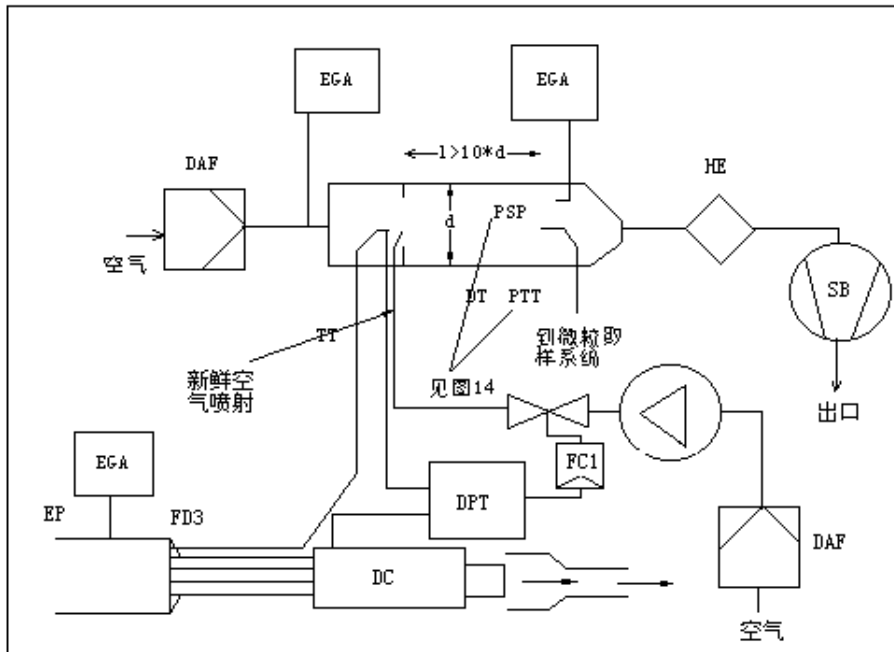 EGA
EGA
DAF
l>10*d
HE
d
PSP
空气
SB
DT PTT
TT
到微粒取
样系统
新鲜空
气喷射
见图14
出口
EGA
FC1
EP
FD3
DPT
DAF
DC
空气